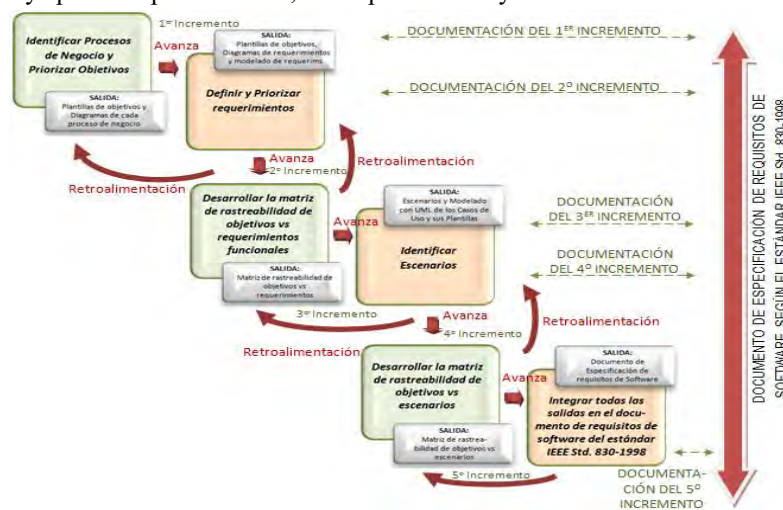 1er Incremento
Identificar Procesos
de Negocio y
Priorizar Objetivos
Avanza
SALIDA:
Plantillas de objetivos,
Diagramas de requerimientos
y modelado de requerims.
DOCUMENTACIÓN DEL 1ER INCREMENTO
SALIDA:
Plantillas de objetivos y
Diagramas de cada
proceso de negocio
Definir y Priorizar
requerimientos
DOCUMENTACIÓN DEL 2º INCREMENTO
Retroalimentación
Avanza
2º Incremento
Retroalimentación
Desarrollar la matriz
de rastreabilidad de
objetivos vs
requerimientos
funcionales
Avanza
SALIDA:
Escenarios y Modelado
con UML de los Casos de
Uso y sus Plantillas
DOCUMENTACIÓN
DEL 3ER INCREMENTO
SALIDA:
Matriz de rastreabilidad de
objetivos vs
requerimientos
Identificar
Escenarios
DOCUMENTACIÓN
DEL 4º INCREMENTO
3er Incremento
Retroalimentación
Avanza
4º Incremento
Retroalimentación
Desarrollar la matriz
de rastreabilidad de
objetivos vs
escenarios
Avanza
SALIDA:
Documento de
Especificación de
requisitos de Software
SALIDA:
Matriz de rastrea-
bilidad de objetivos vs
escenarios
Integrar todas las
salidas en el docu-
mento de requisitos de
software del estándar
IEEE Std. 830-1998
5º Incremento
DOCUMENTA-
CIÓN DEL 5º
INCREMENTO
DOCUMENTO DE ESPECIFICACIÓN DE REQUISITOS DE
SOFTWARE, SEGÚN EL ESTÁNDAR IEEE Std. 830-1998